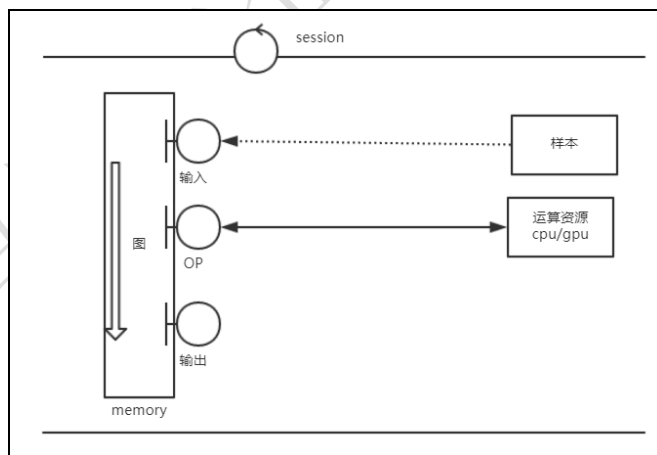 session
样本
输入
运算资源
cpu/gpu
图
OP
输出
memory